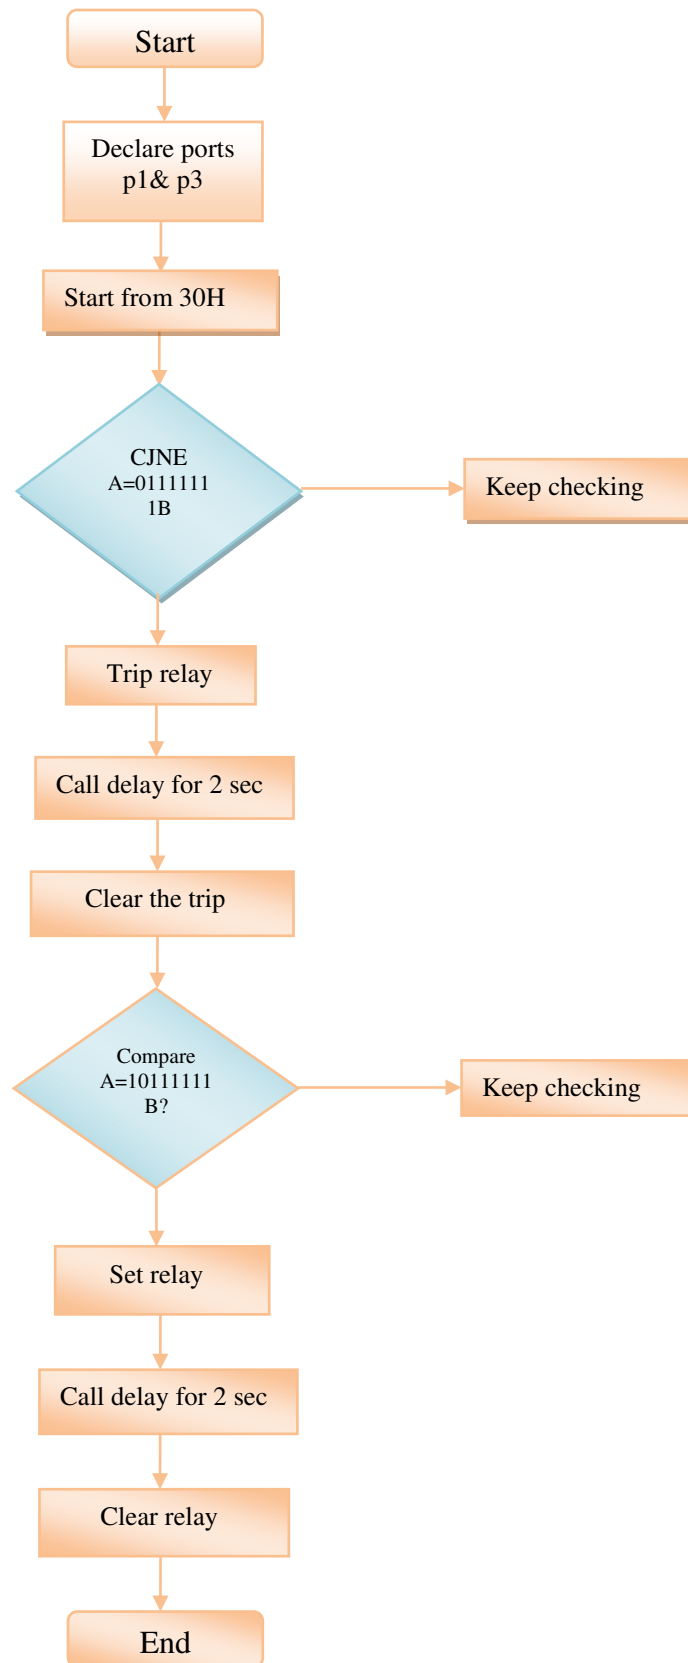 Start
Declare ports
p1& p3
Start from 30H
CJNE
A=0111111
1B
Keep checking
Trip relay
Call delay for 2 sec
Clear the trip
Compare
A=10111111
B?
Keep checking
Set relay
Call delay for 2 sec
Clear relay
End